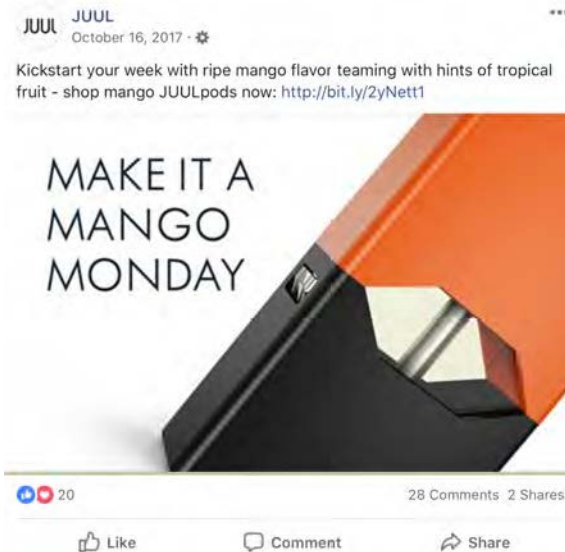 JUUL
JUUL
October 16, 2017 ·
Kickstart your week with ripe mango flavor teaming with hints of tropical
fruit - shop mango JUULpods now: http://bit.ly/2yNett1
MAKE IT A
MANGO
MONDAY
20
28 Comments 2 Shares
Like Comment Share